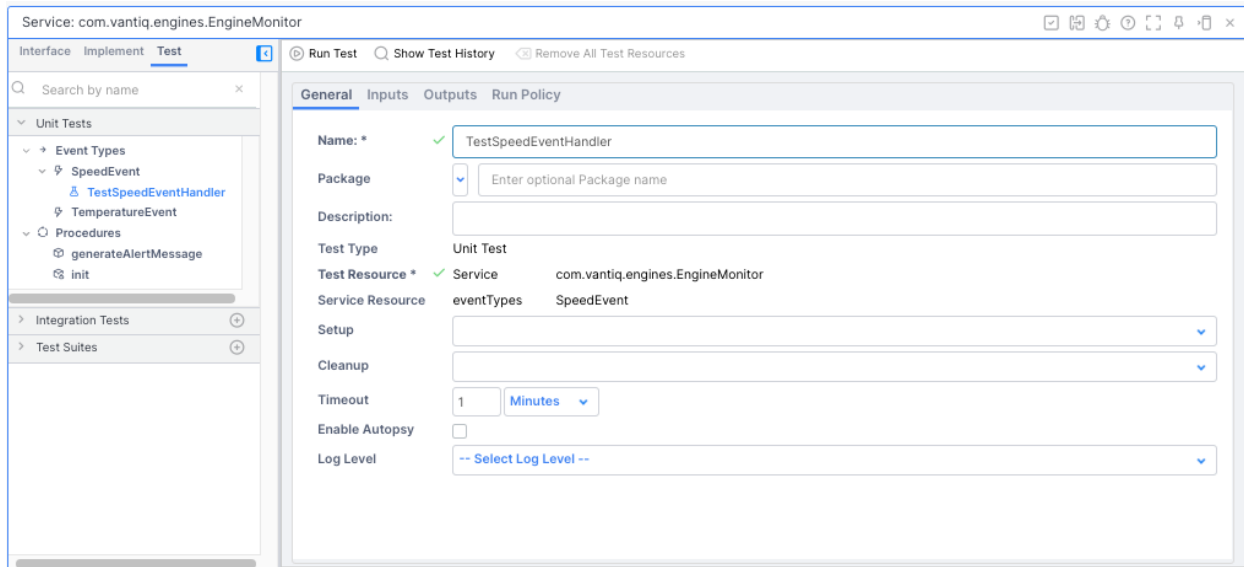 Service: com.vantiq.engines.EngineMonitor
Interface Implement Test
Run Test Show Test History Remove All Test Resources
Search by name
Unit Tests
Event Types
SpeedEvent
TestSpeedEventHandler
TemperatureEvent
Procedures
generateAlertMessage
init
Integration Tests
Test Suites
General Inputs Outputs Run Policy
Name: * TestSpeedEventHandler
Package Enter optional Package name
Description:
Test Type Unit Test
Test Resource * Service com.vantiq.engines.EngineMonitor
Service Resource eventTypes SpeedEvent
Setup
Cleanup
Timeout 1 Minutes
Enable Autopsy
Log Level -- Select Log Level --